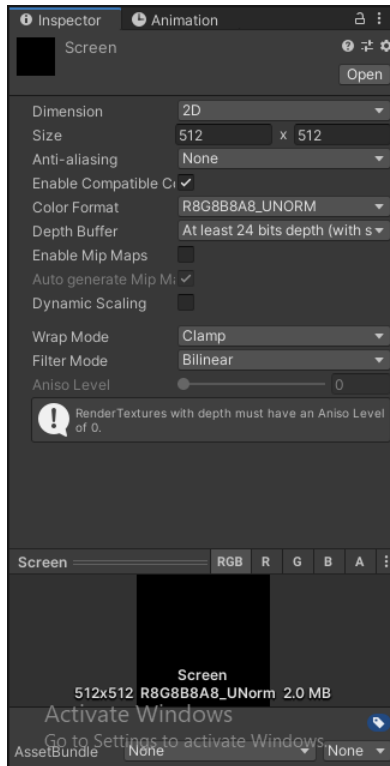 Inspector Animation
Screen
Open
Dimension 2D
Size 512 x 512
Anti-aliasing None
Enable Compatible Co
Color Format R8G8B8A8_UNORM
Depth Buffer At least 24 bits depth (with s
Enable Mip Maps
Auto generate Mip Ma
Dynamic Scaling
Wrap Mode Clamp
Filter Mode Bilinear
Aniso Level 0
RenderTextures with depth must have an Aniso Level
of 0.
Screen RGB R G B A
Screen
512x512 R8G8B8A8_UNorm 2.0 MB
Activate Windows
Go to Settings to activate Windows.
AssetBundle None None